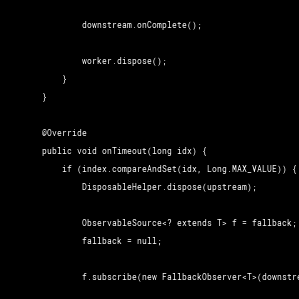 downstream.onComplete();
worker.dispose();
}
}
@Override
public void onTimeout(long idx) {
if (index.compareAndSet(idx, Long.MAX_VALUE)) {
DisposableHelper.dispose(upstream);
ObservableSource<? extends T> f = fallback;
fallback = null;
f.subscribe(new FallbackObserver<T>(downstre